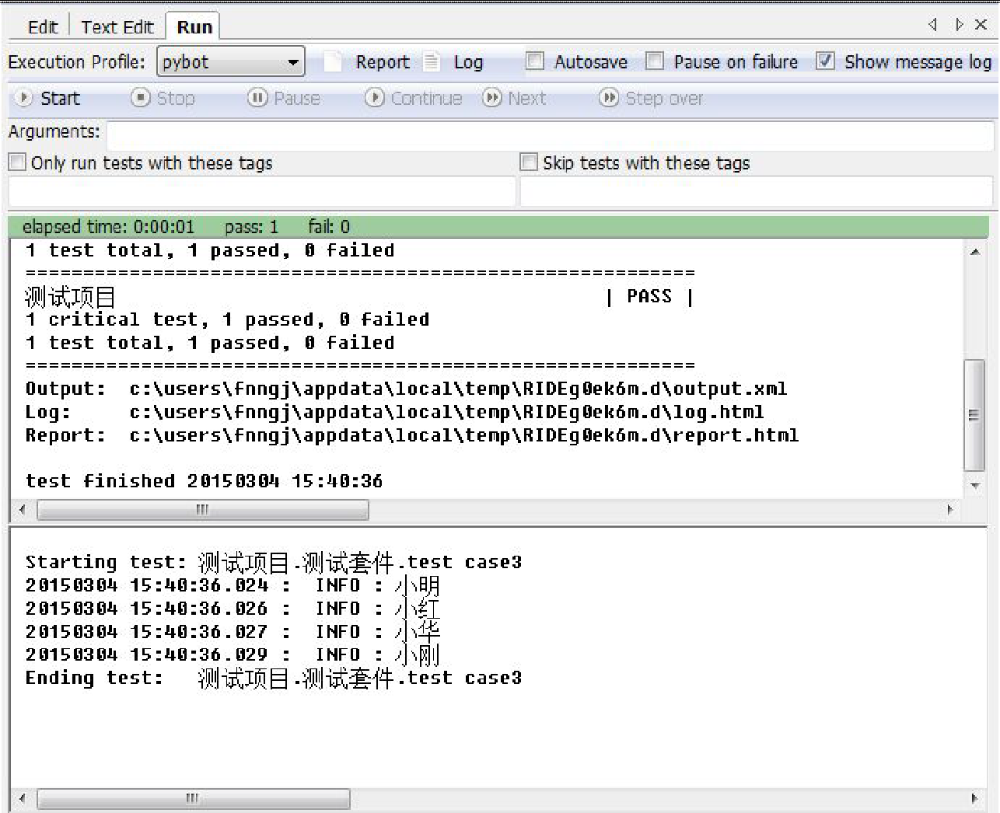 Edit Text Edit Run
Execution Profile: pybot Report Log Autosave Pause on failure Show message log
Start Stop Pause Continue Next Step over
Arguments:
Only run tests with these tags Skip tests with these tags
elapsed time: 0:00:01 pass: 1 fail: 0
1 test total, 1 passed, 0 failed
==========================================================
测试项目 | PASS |
1 critical test, 1 passed, 0 failed
1 test total, 1 passed, 0 failed
==========================================================
Output: c:\users\fnngj\appdata\local\temp\RIDEg0ek6m.d\output.xml
Log: c:\users\fnngj\appdata\local\temp\RIDEg0ek6m.d\log.html
Report: c:\users\fnngj\appdata\local\temp\RIDEg0ek6m.d\report.html
test finished 20150304 15:40:36
Starting test: 测试项目.测试套件.test case3
20150304 15:40:36.024 : INFO : 小明
20150304 15:40:36.026 : INFO : 小红
20150304 15:40:36.027 : INFO : 小华
20150304 15:40:36.029 : INFO : 小刚
Ending test: 测试项目.测试套件.test case3